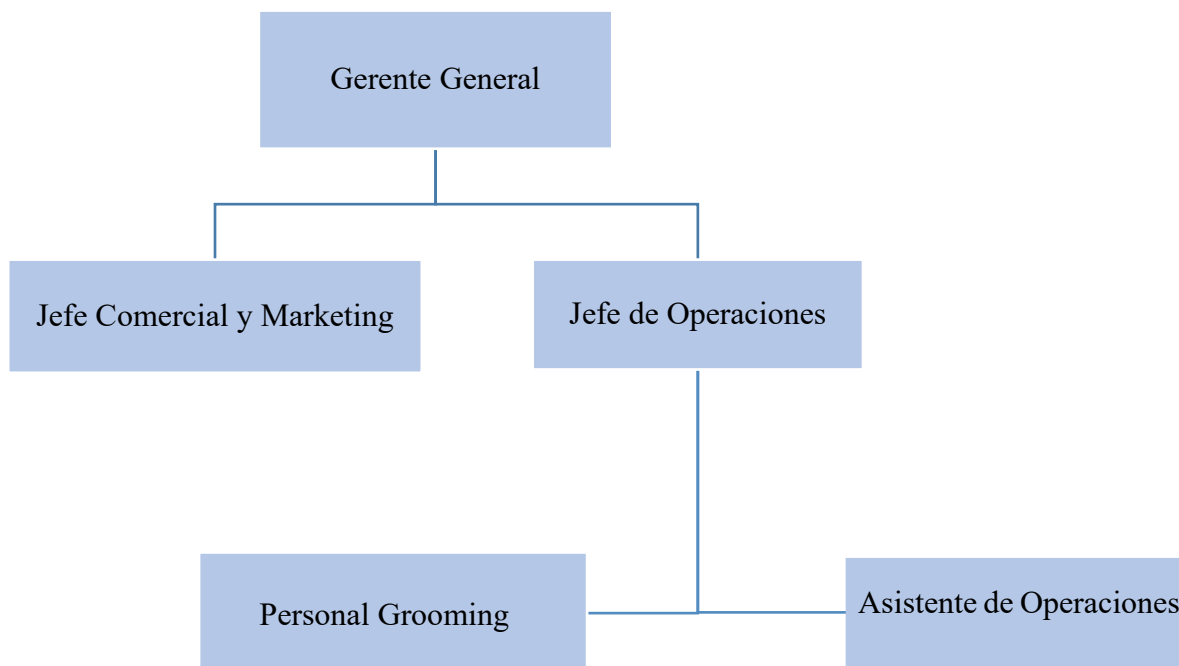 Gerente General
Jefe Comercial y Marketing
Jefe de Operaciones
Personal Grooming
Asistente de Operaciones